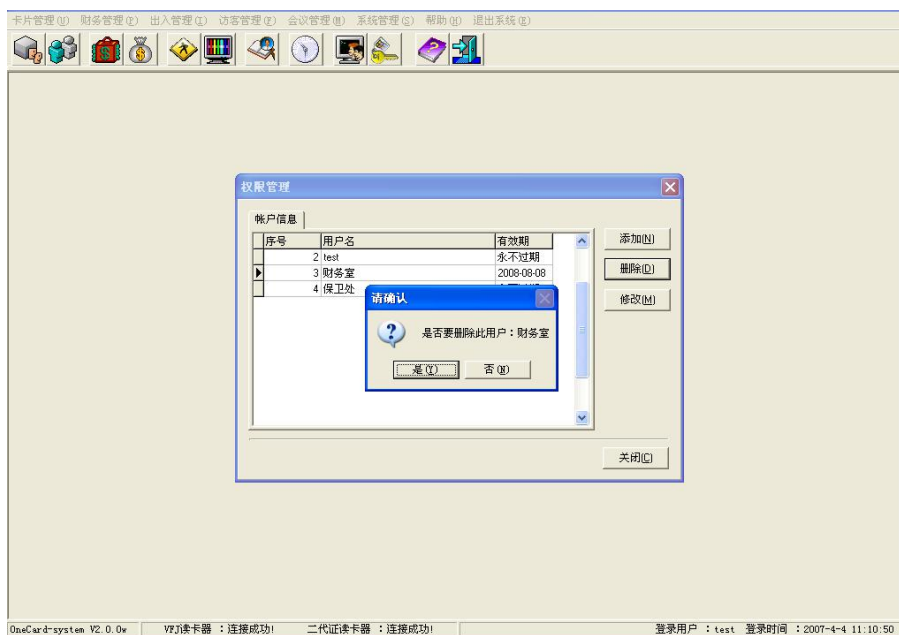 卡片管理(U) 财务管理(P) 出入管理(I) 访客管理(F) 会议管理(M) 系统管理(S) 帮助(H) 退出系统(E)
权限管理
帐户信息
序号 用户名 有效期
2 test 永不过期
3 财务室 2008-08-08
4 保卫处
添加(N)
删除(D)
修改(M)
请确认
是否要删除此用户：财务室
是(Y) 否(N)
关闭(C)
OneCard-system V2.0.0w VFJ读卡器 ：连接成功! 二代证读卡器 ：连接成功! 登录用户 ：test 登录时间 ：2007-4-4 11:10:50